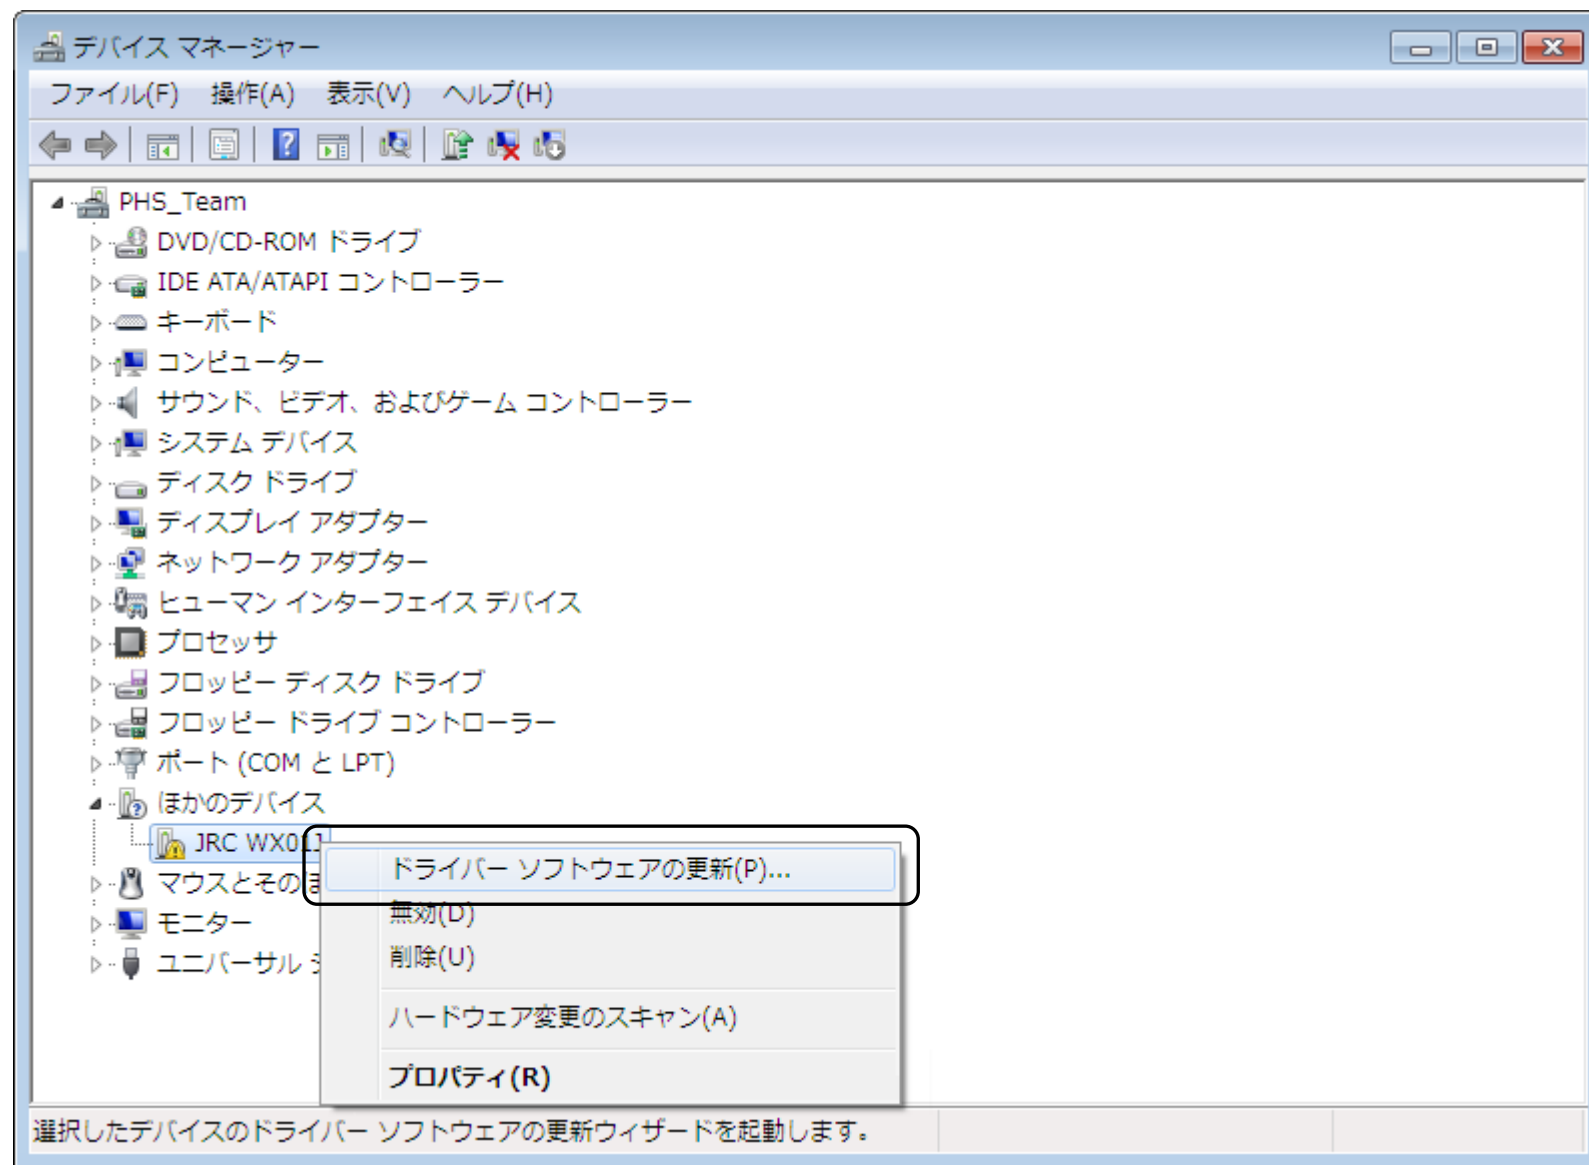 デバイス マネージャー
ファイル(F) 操作(A) 表示(V) ヘルプ(H)
PHS_Team
DVD/CD-ROM ドライブ
IDE ATA/ATAPI コントローラー
キーボード
コンピューター
サウンド、ビデオ、およびゲーム コントローラー
システム デバイス
ディスク ドライブ
ディスプレイ アダプター
ネットワーク アダプター
ヒューマン インターフェイス デバイス
プロセッサ
フロッピー ディスク ドライブ
フロッピー ドライブ コントローラー
ポート (COM と LPT)
ほかのデバイス
JRC WX01J
ドライバー ソフトウェアの更新(P)...
マウスとそのほ
無効(D)
モニター
削除(U)
ユニバーサル シ
ハードウェア変更のスキャン(A)
プロパティ(R)
選択したデバイスのドライバー ソフトウェアの更新ウィザードを起動します。